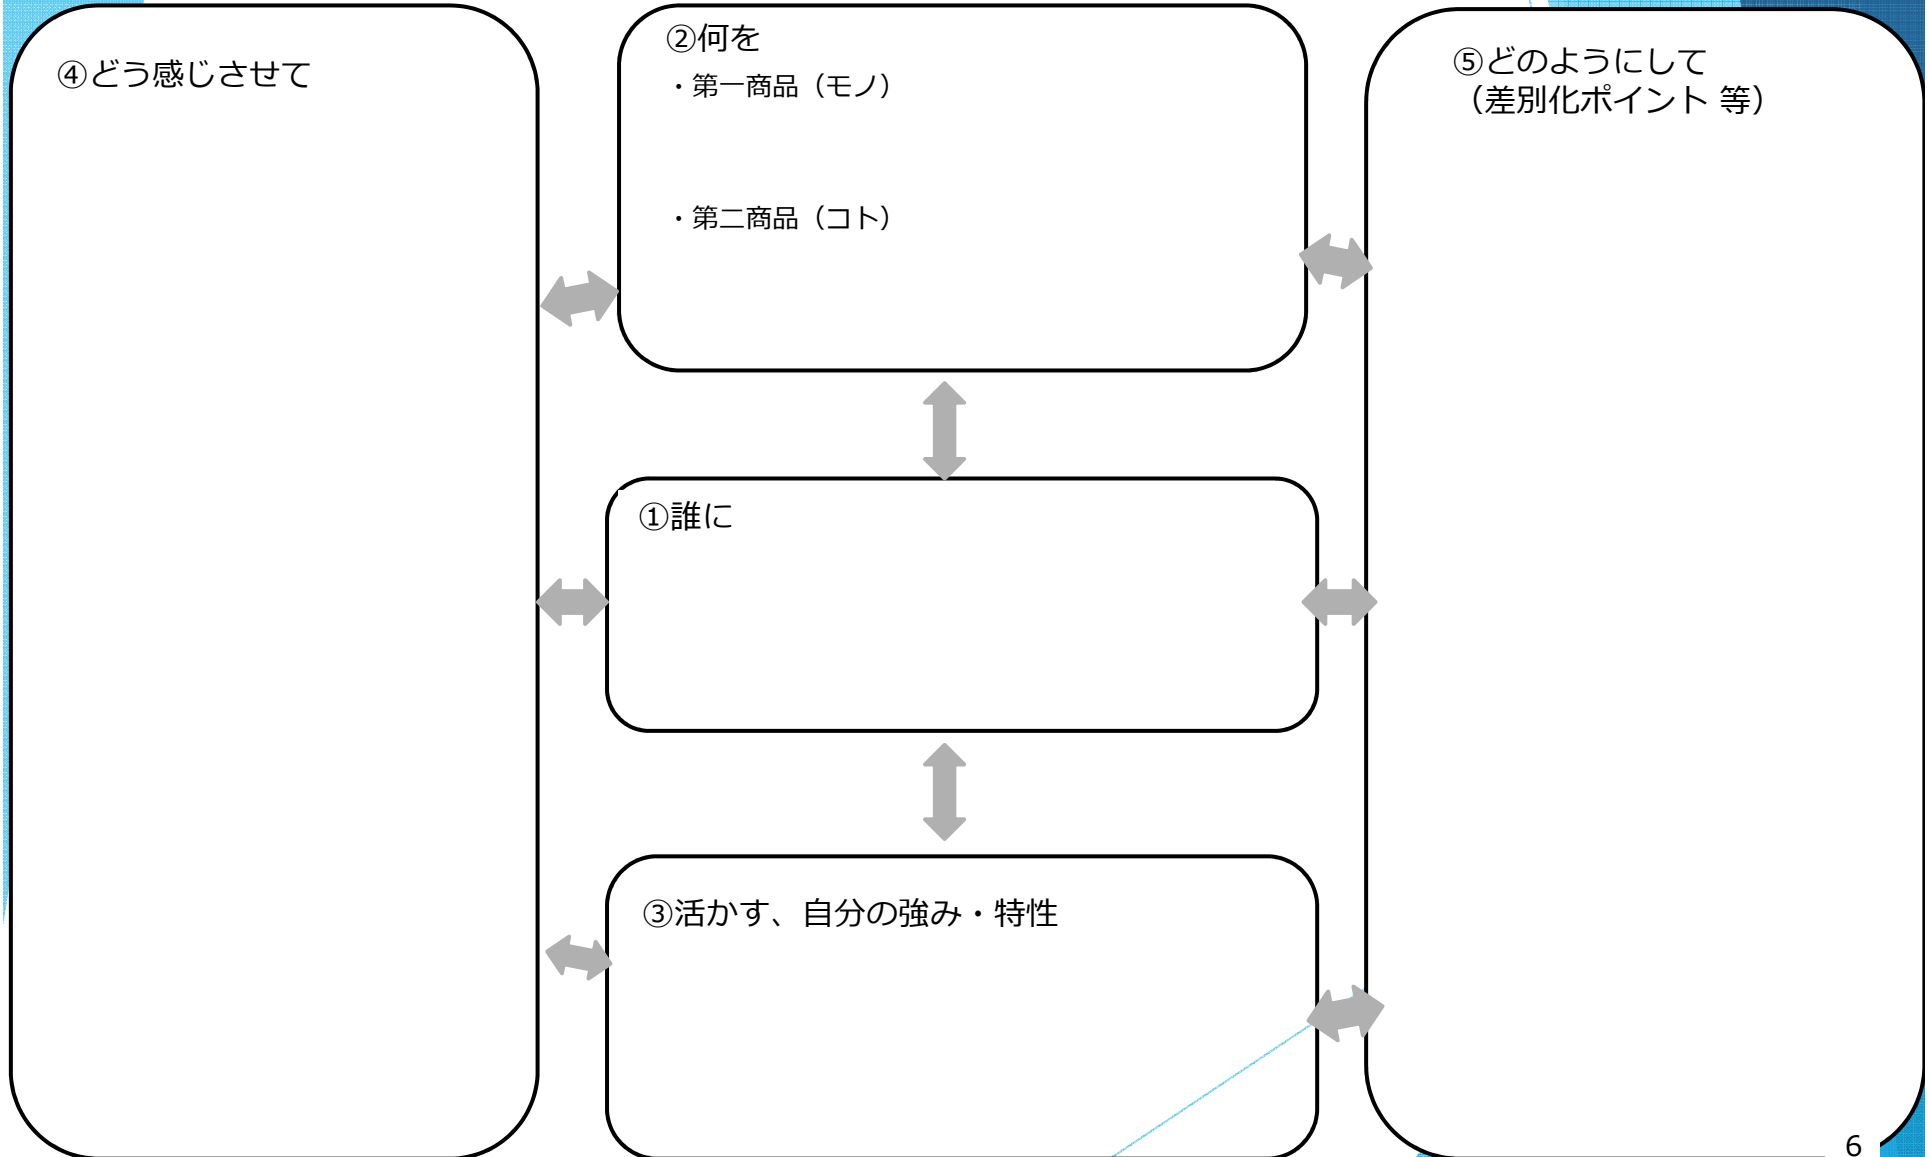 ④どう感じさせて
②何を
・第一商品（モノ）
・第二商品（コト）
⑤どのようにして
（差別化ポイント 等）
①誰に
③活かす、自分の強み・特性
6